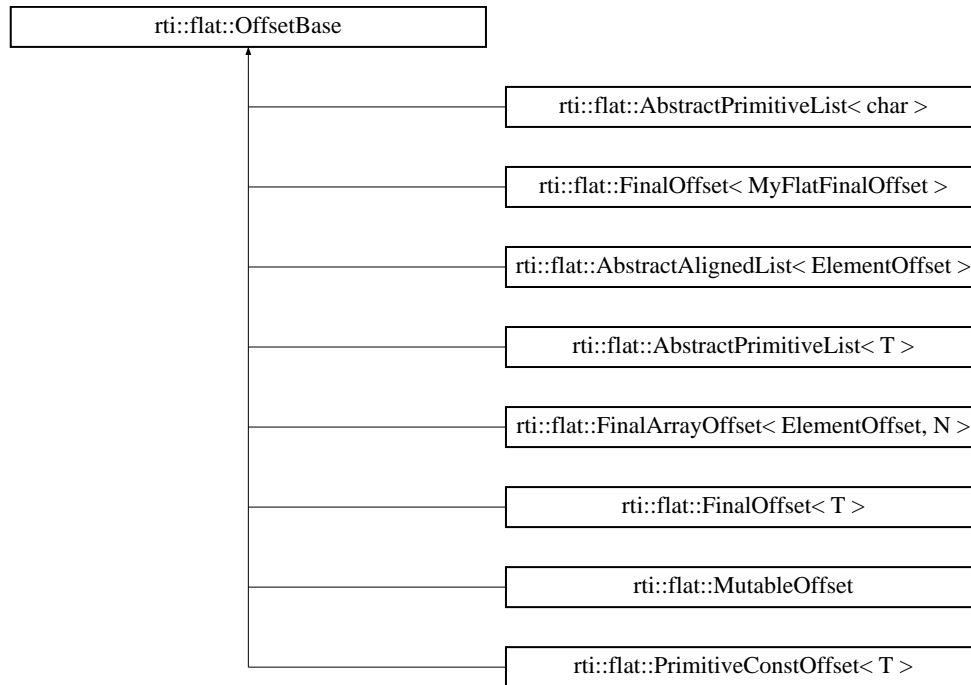 rti::flat::OffsetBase
rti::flat::AbstractPrimitiveList< char >
rti::flat::FinalOffset< MyFlatFinalOffset >
rti::flat::AbstractAlignedList< ElementOffset >
rti::flat::AbstractPrimitiveList< T >
rti::flat::FinalArrayOffset< ElementOffset, N >
rti::flat::FinalOffset< T >
rti::flat::MutableOffset
rti::flat::PrimitiveConstOffset< T >